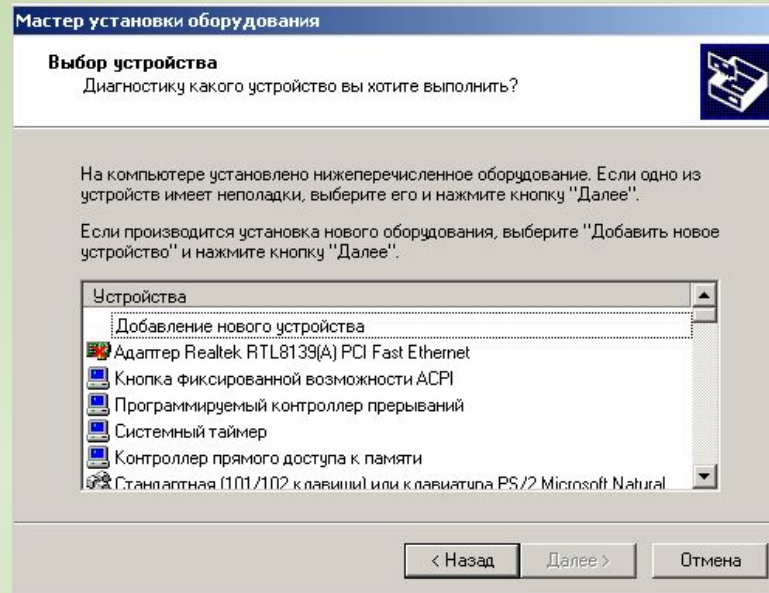 Мастер установки оборудования
Выбор устройства
Диагностику какого устройство вы хотите выполнить?
На компьютере установлено нижеперечисленное оборудование. Если одно из
устройств имеет неполадки, выберите его и нажмите кнопку "Далее".
Если производится установка нового оборудования, выберите "Добавить новое
устройство" и нажмите кнопку "Далее".
Устройства
Добавление нового устройства
Адаптер Realtek RTL8139(A) PCI Fast Ethernet
Кнопка фиксированной возможности ACPI
Программируемый контроллер прерываний
Системный таймер
Контроллер прямого доступа к памяти
Стандартная (101/102 клавиши) или клавиатура PS/2 Microsoft Natural
< Назад
Далее >
Отмена